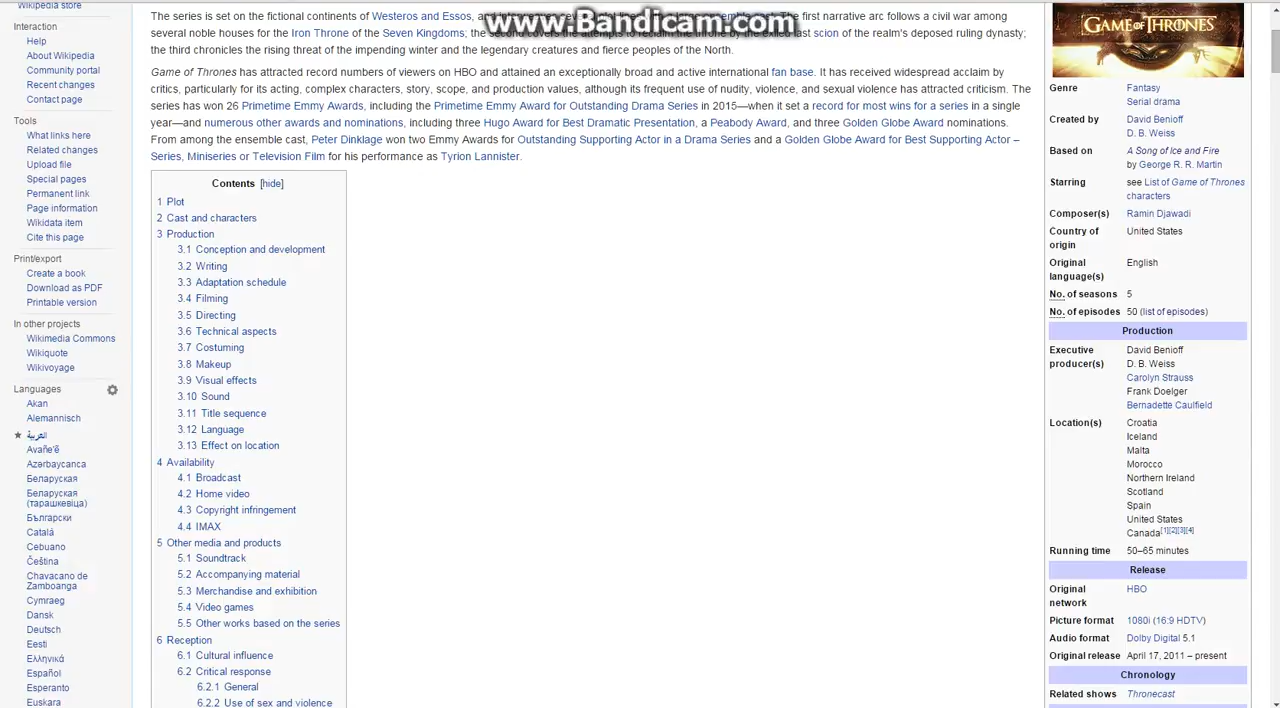 Wikipedia store
Interaction
Help
About Wikipedia
Community portal
Recent changes
Contact page
Tools
What links here
Related changes
Upload file
Special pages
Permanent link
Page information
Wikidata item
Cite this page
Print/export
Create a book
Download as PDF
Printable version
In other projects
Wikimedia Commons
Wikiquote
Wikivoyage
Languages
Akan
Alemannisch
العربية
Avañe'ẽ
Azərbaycanca
Беларуская
Беларуская
(тарашкевіца)
Български
Català
Cebuano
Čeština
Chavacano de
Zamboanga
Cymraeg
Dansk
Deutsch
Eesti
Ελληνικά
Español
Esperanto
Euskara
www.Bandicam.com
The series is set on the fictional continents of Westeros and Essos, and The first narrative arc follows a civil war among
several noble houses for the Iron Throne of the Seven Kingdoms; the second covers the attempts to reclaim the throne by the exiled last scion of the realm's deposed ruling dynasty;
the third chronicles the rising threat of the impending winter and the legendary creatures and fierce peoples of the North.
Game of Thrones has attracted record numbers of viewers on HBO and attained an exceptionally broad and active international fan base. It has received widespread acclaim by
critics, particularly for its acting, complex characters, story, scope, and production values, although its frequent use of nudity, violence, and sexual violence has attracted criticism. The
series has won 26 Primetime Emmy Awards, including the Primetime Emmy Award for Outstanding Drama Series in 2015—when it set a record for most wins for a series in a single
year—and numerous other awards and nominations, including three Hugo Award for Best Dramatic Presentation, a Peabody Award, and three Golden Globe Award nominations.
From among the ensemble cast, Peter Dinklage won two Emmy Awards for Outstanding Supporting Actor in a Drama Series and a Golden Globe Award for Best Supporting Actor –
Series, Miniseries or Television Film for his performance as Tyrion Lannister.
Contents [hide]
1 Plot
2 Cast and characters
3 Production
3.1 Conception and development
3.2 Writing
3.3 Adaptation schedule
3.4 Filming
3.5 Directing
3.6 Technical aspects
3.7 Costuming
3.8 Makeup
3.9 Visual effects
3.10 Sound
3.11 Title sequence
3.12 Language
3.13 Effect on location
4 Availability
4.1 Broadcast
4.2 Home video
4.3 Copyright infringement
4.4 IMAX
5 Other media and products
5.1 Soundtrack
5.2 Accompanying material
5.3 Merchandise and exhibition
5.4 Video games
5.5 Other works based on the series
6 Reception
6.1 Cultural influence
6.2 Critical response
6.2.1 General
6.2.2 Use of sex and violence
GAME OF THRONES
Genre Fantasy
Serial drama
Created by David Benioff
D. B. Weiss
Based on A Song of Ice and Fire
by George R. R. Martin
Starring see List of Game of Thrones
characters
Composer(s) Ramin Djawadi
Country of United States
origin
Original English
language(s)
No. of seasons 5
No. of episodes 50 (list of episodes)
Production
Executive David Benioff
producer(s) D. B. Weiss
Carolyn Strauss
Frank Doelger
Bernadette Caulfield
Location(s) Croatia
Iceland
Malta
Morocco
Northern Ireland
Scotland
Spain
United States
Canada[1][2][3][4]
Running time 50–65 minutes
Release
Original HBO
network
Picture format 1080i (16:9 HDTV)
Audio format Dolby Digital 5.1
Original release April 17, 2011 – present
Chronology
Related shows Thronecast